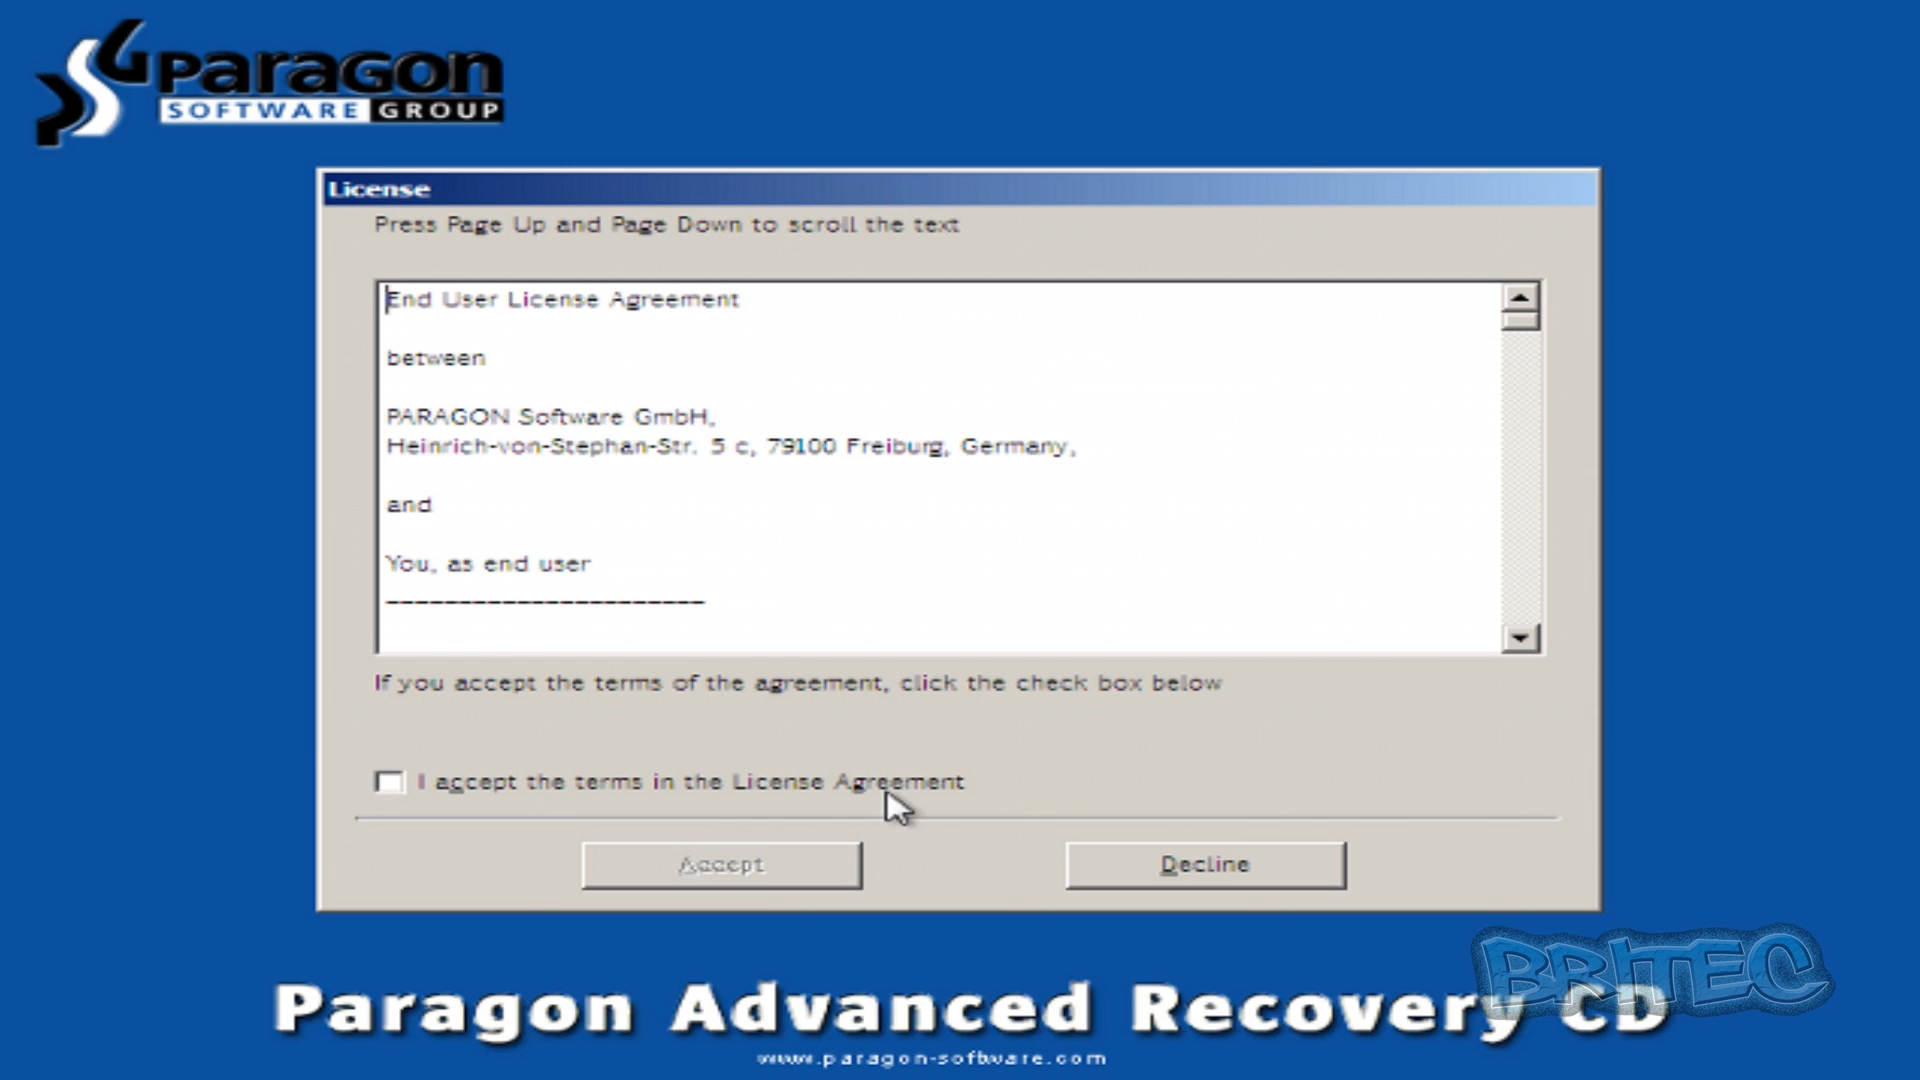 Paragon
SOFTWARE GROUP
License
Press Page Up and Page Down to scroll the text
End User License Agreement
between
PARAGON Software GmbH,
Heinrich-von-Stephan-Str. 5 c, 79100 Freiburg, Germany,
and
You, as end user
----------------------
If you accept the terms of the agreement, click the check box below
I accept the terms in the License Agreement
Accept
Decline
BRITEC
Paragon Advanced Recovery CD
www.paragon-software.com